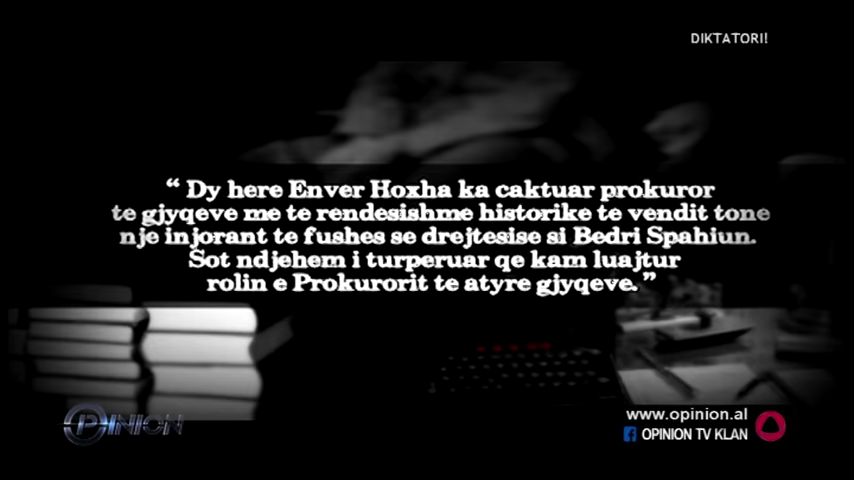 DIKTATORI!
“ Dy here Enver Hoxha ka caktuar prokuror
te gjyqeve me te rendesishme historike te vendit tone
nje injorant te fushes se drejtesise si Bedri Spahiun.
Sot ndjehem i turperuar qe kam luajtur
rolin e Prokurorit te atyre gjyqeve. ”
OPINION
www.opinion.al
OPINION TV KLAN